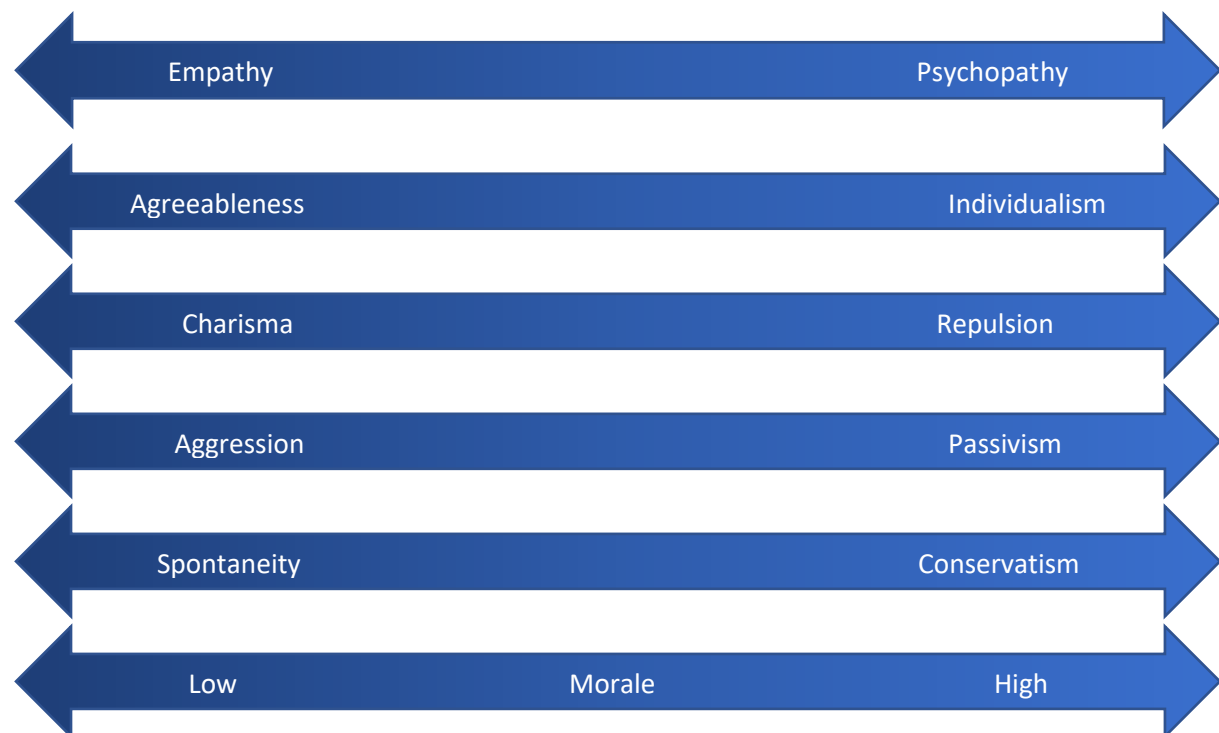 Empathy Psychopathy
Agreeableness Individualism
Charisma Repulsion
Aggression Passivism
Spontaneity Conservatism
Low Morale High